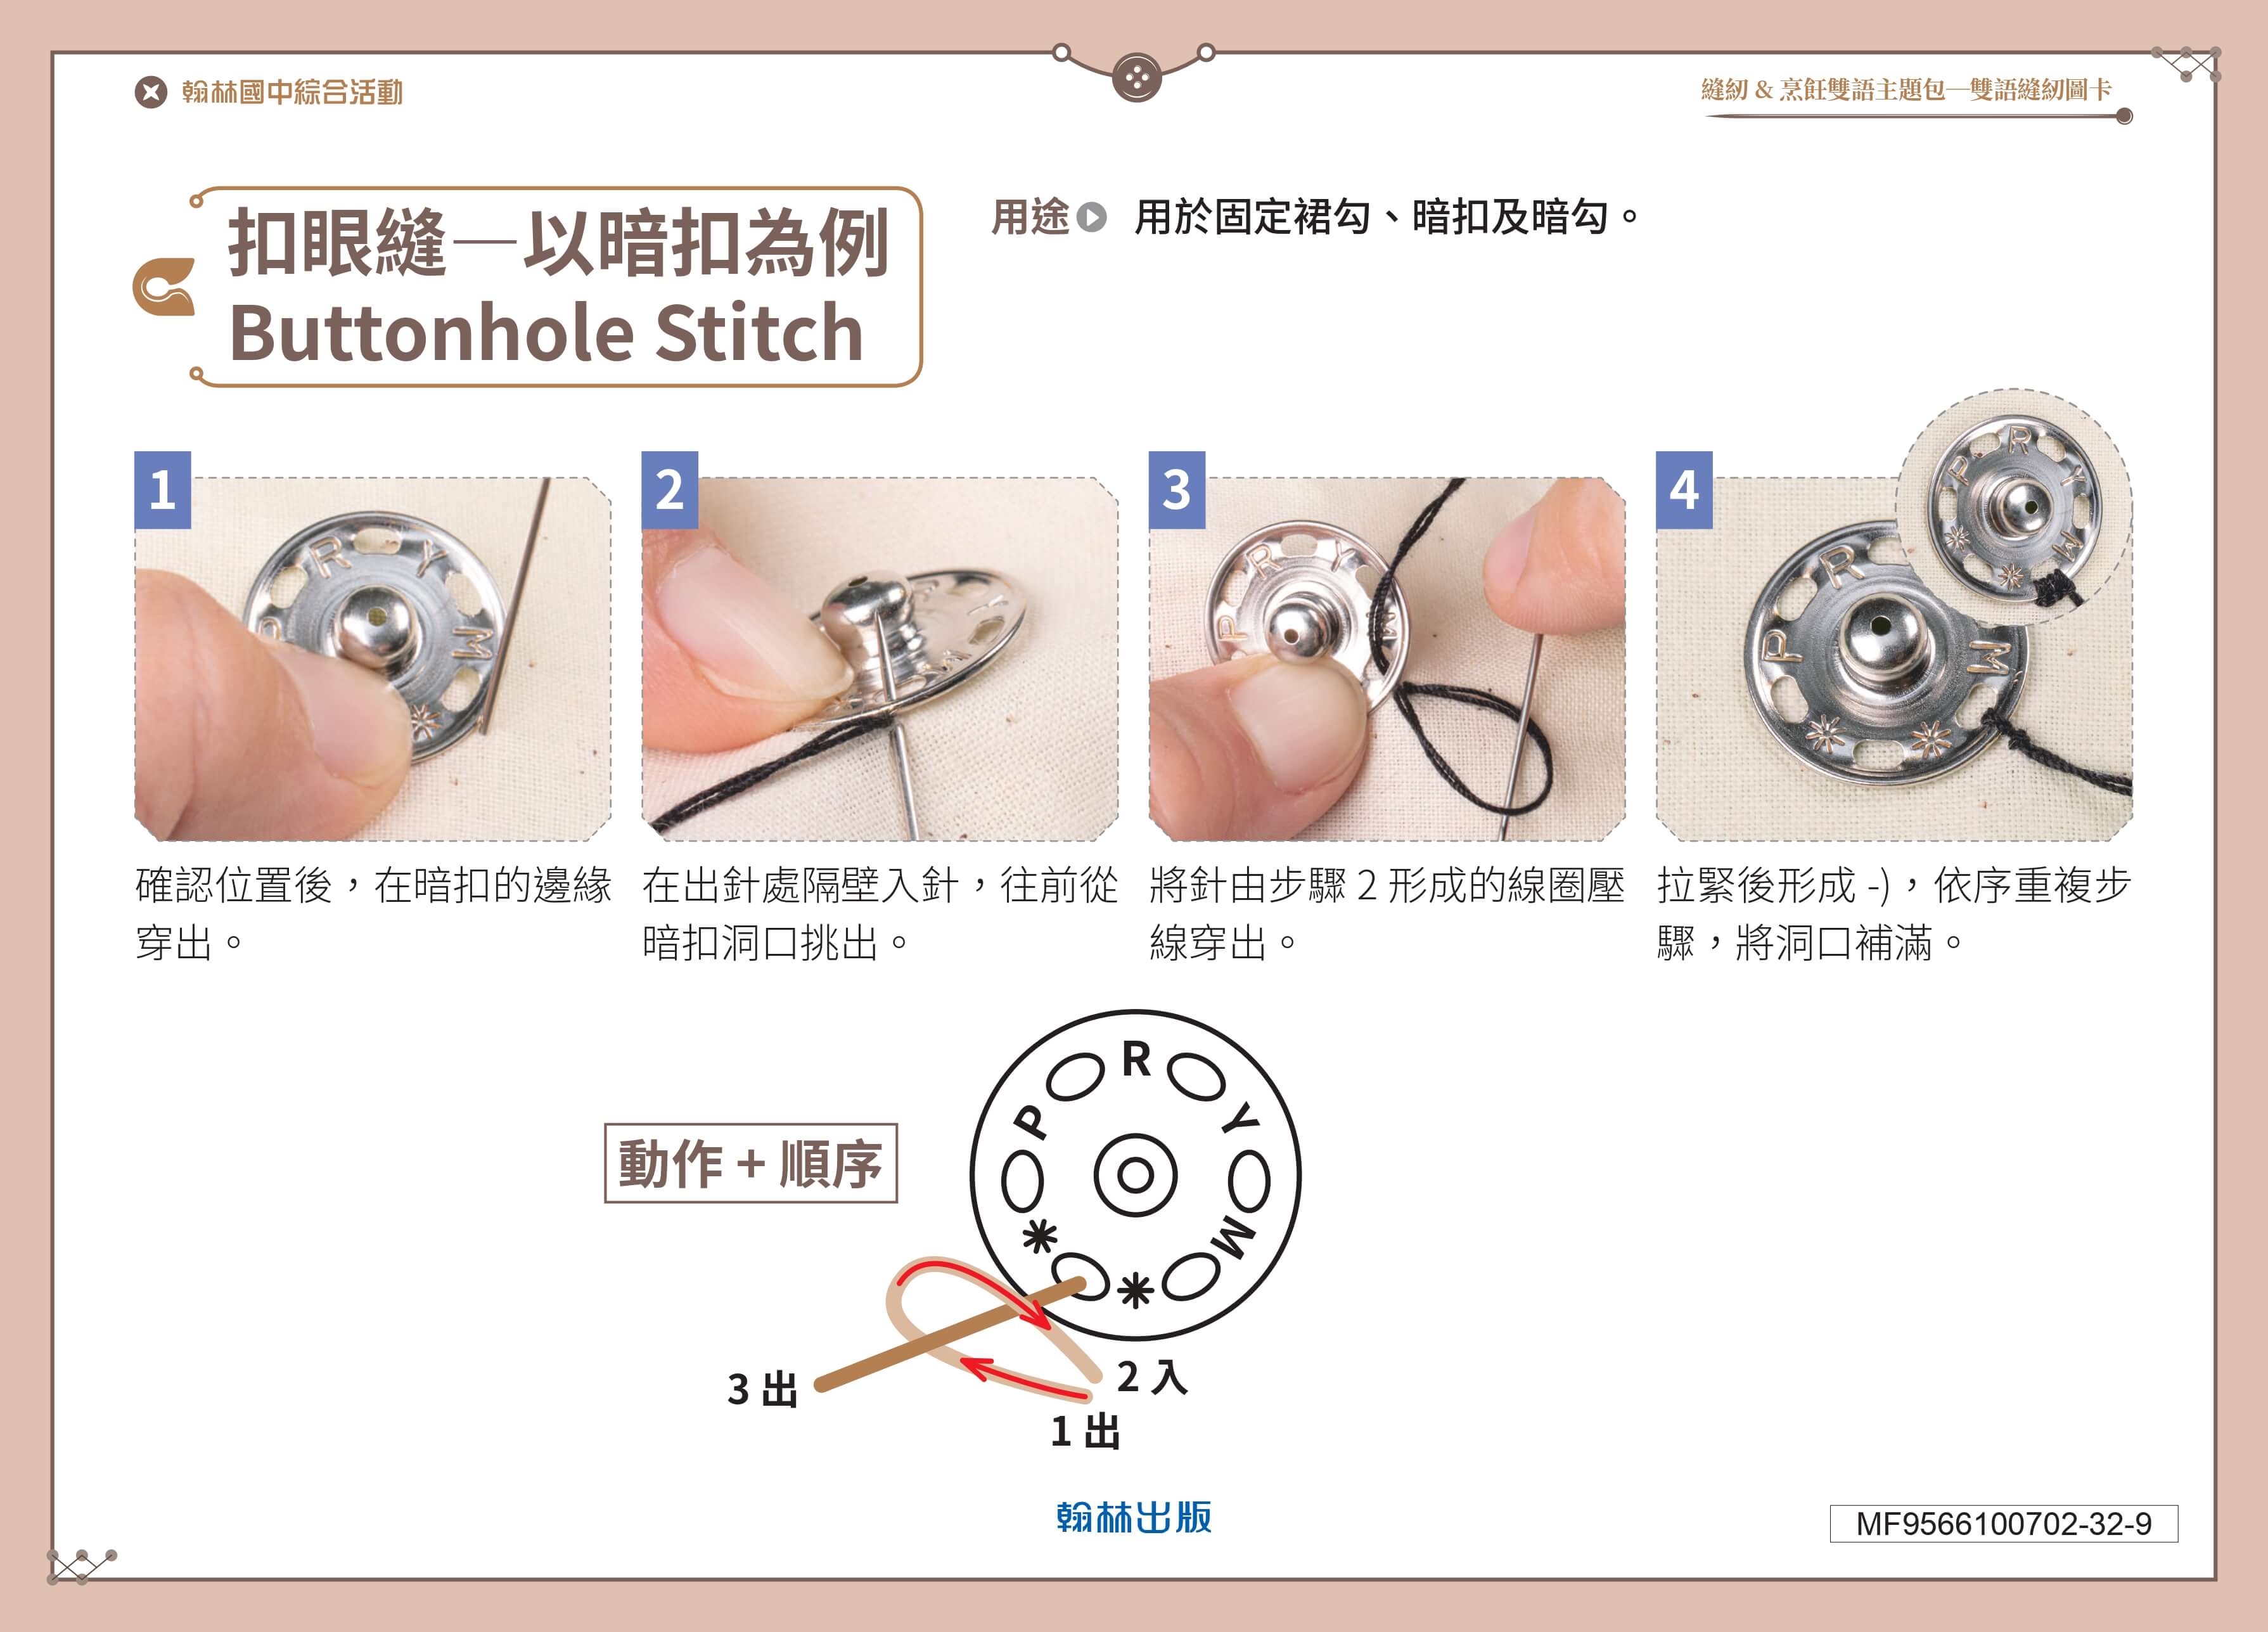 翰林國中綜合活動
縫紉 & 烹飪雙語主題包─雙語縫紉圖卡
扣眼縫─以暗扣為例
Buttonhole Stitch
用途 用於固定裙勾、暗扣及暗勾。
1
P R Y M
確認位置後，在暗扣的邊緣
穿出。
2
在出針處隔壁入針，往前從
暗扣洞口挑出。
3
P R Y M
將針由步驟 2 形成的線圈壓
線穿出。
4
P R M
P R Y M
拉緊後形成 -)，依序重複步
驟，將洞口補滿。
動作 + 順序
P R Y M
3 出
2 入
1 出
翰林出版
MF9566100702-32-9